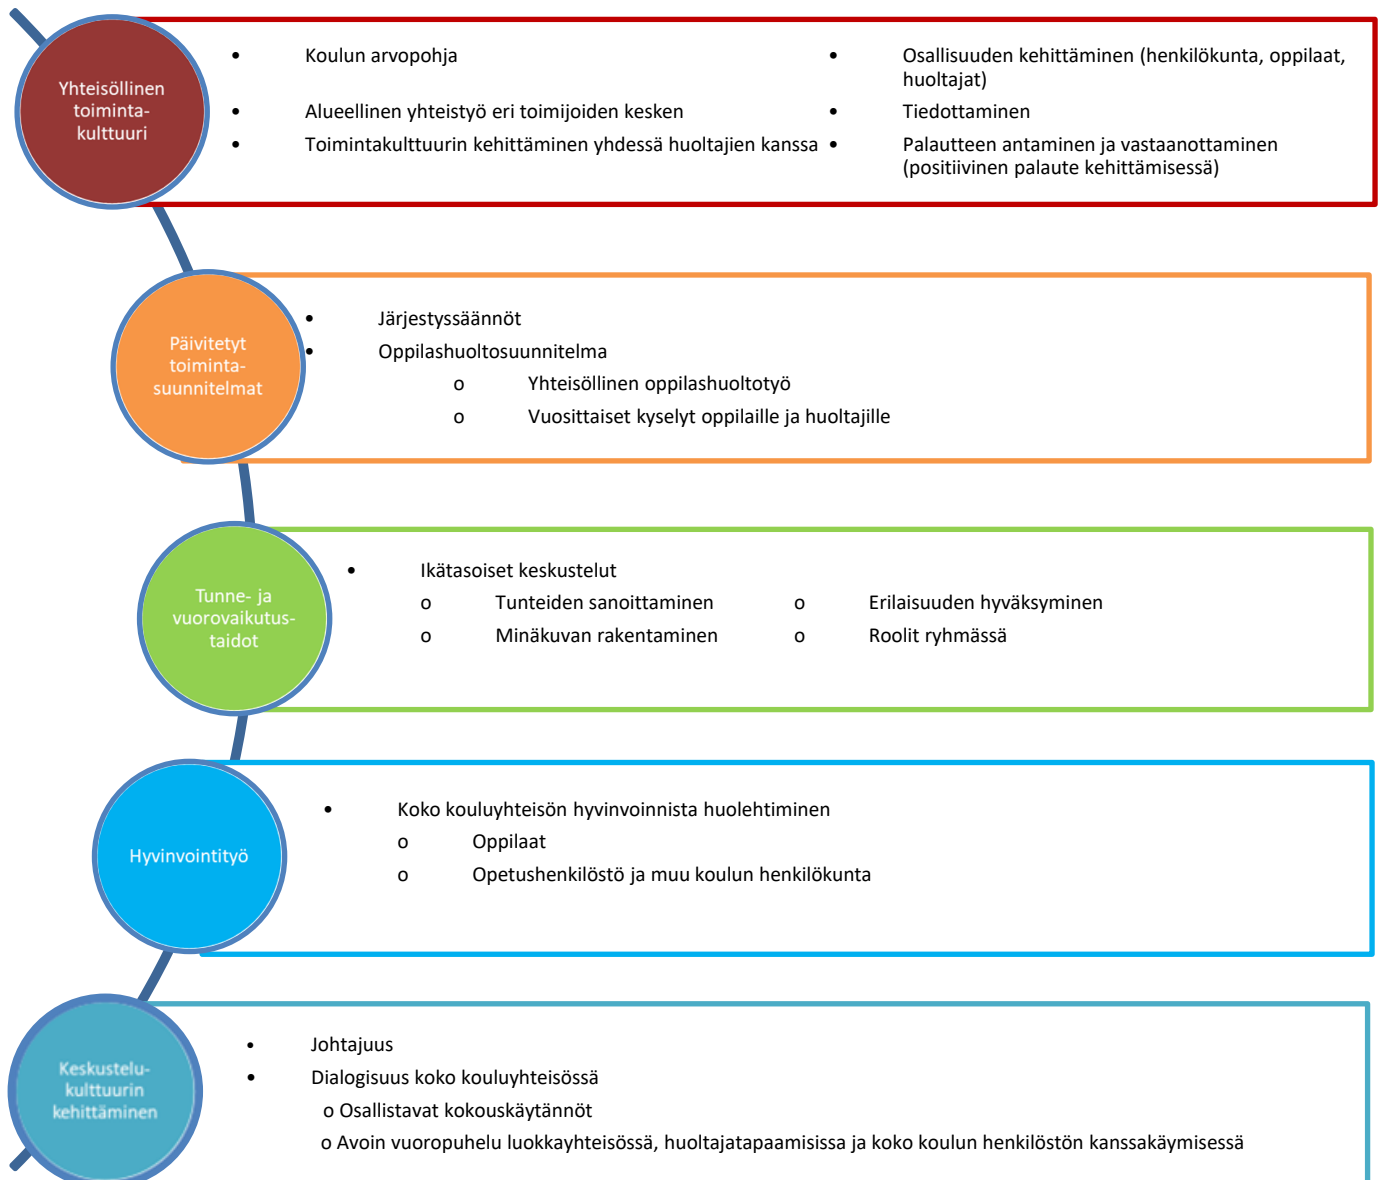 Yhteisöllinen
toiminta-
kulttuuri
• Koulun arvopohja
• Osallisuuden kehittäminen (henkilökunta, oppilaat,
huoltajat)
• Alueellinen yhteistyö eri toimijoiden kesken
• Tiedottaminen
• Toimintakulttuurin kehittäminen yhdessä huoltajien kanssa
• Palautteen antaminen ja vastaanottaminen
(positiivinen palaute kehittämisessä)
Päivitetyt
toiminta-
suunnitelmat
• Järjestyssäännöt
• Oppilashuoltosuunnitelma
o Yhteisöllinen oppilashuoltotyö
o Vuosittaiset kyselyt oppilaille ja huoltajille
Tunne- ja
vuorovaikutus-
taidot
• Ikätasoiset keskustelut
o Tunteiden sanoittaminen
o Erilaisuuden hyväksyminen
o Minäkuvan rakentaminen
o Roolit ryhmässä
Hyvinvointityö
• Koko kouluyhteisön hyvinvoinnista huolehtiminen
o Oppilaat
o Opetushenkilöstö ja muu koulun henkilökunta
Keskustelu-
kulttuurin
kehittäminen
• Johtajuus
• Dialogisuus koko kouluyhteisössä
o Osallistavat kokouskäytännöt
o Avoin vuoropuhelu luokkayhteisössä, huoltajatapaamisissa ja koko koulun henkilöstön kanssakäymisessä